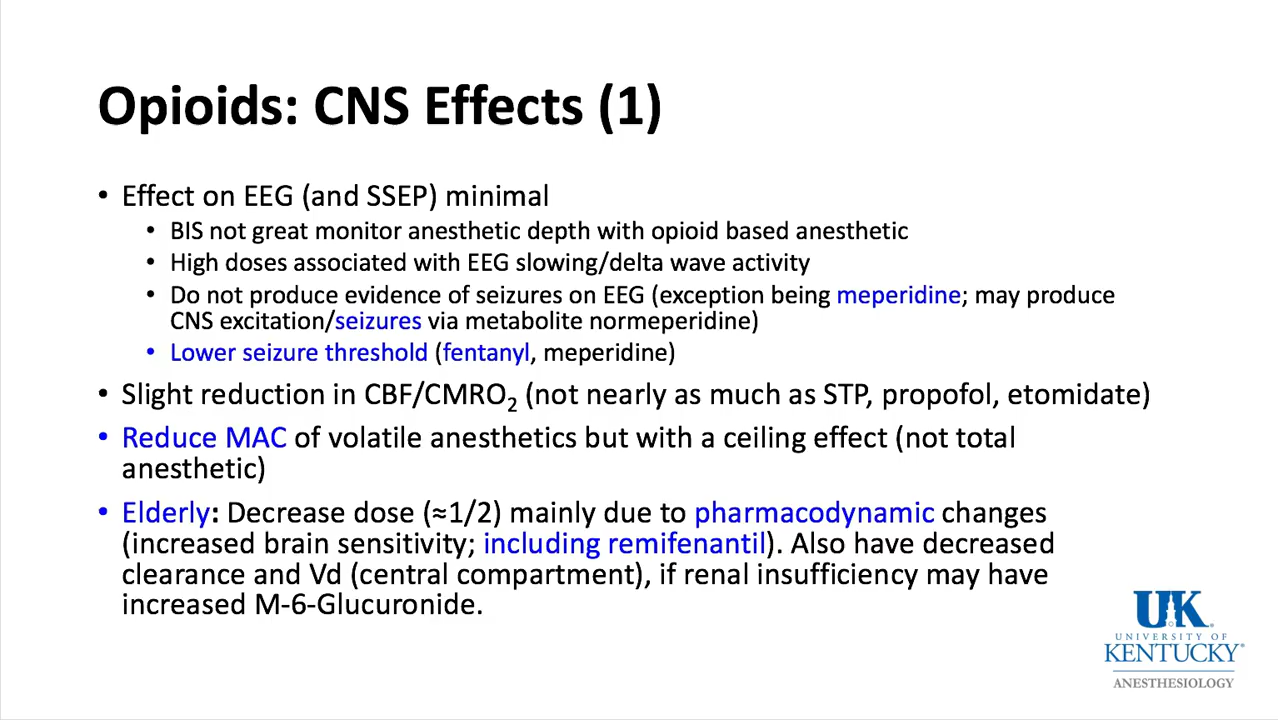 Opioids: CNS Effects (1)
• Effect on EEG (and SSEP) minimal
• BIS not great monitor anesthetic depth with opioid based anesthetic
• High doses associated with EEG slowing/delta wave activity
• Do not produce evidence of seizures on EEG (exception being meperidine; may produce
CNS excitation/seizures via metabolite normeperidine)
• Lower seizure threshold (fentanyl, meperidine)
• Slight reduction in CBF/CMRO₂ (not nearly as much as STP, propofol, etomidate)
• Reduce MAC of volatile anesthetics but with a ceiling effect (not total
anesthetic)
• Elderly: Decrease dose (≈1/2) mainly due to pharmacodynamic changes
(increased brain sensitivity; including remifenantil). Also have decreased
clearance and Vd (central compartment), if renal insufficiency may have
increased M-6-Glucuronide.
UK
UNIVERSITY OF
KENTUCKY®
ANESTHESIOLOGY